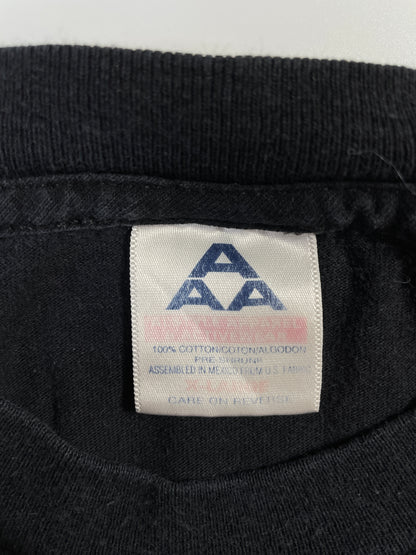 A
A A
100% COTTON/COTON/ALGODON
PRE-SHRUNK
ASSEMBLED IN MEXICO FROM U.S. FABRIC
X-LARGE
CARE ON REVERSE